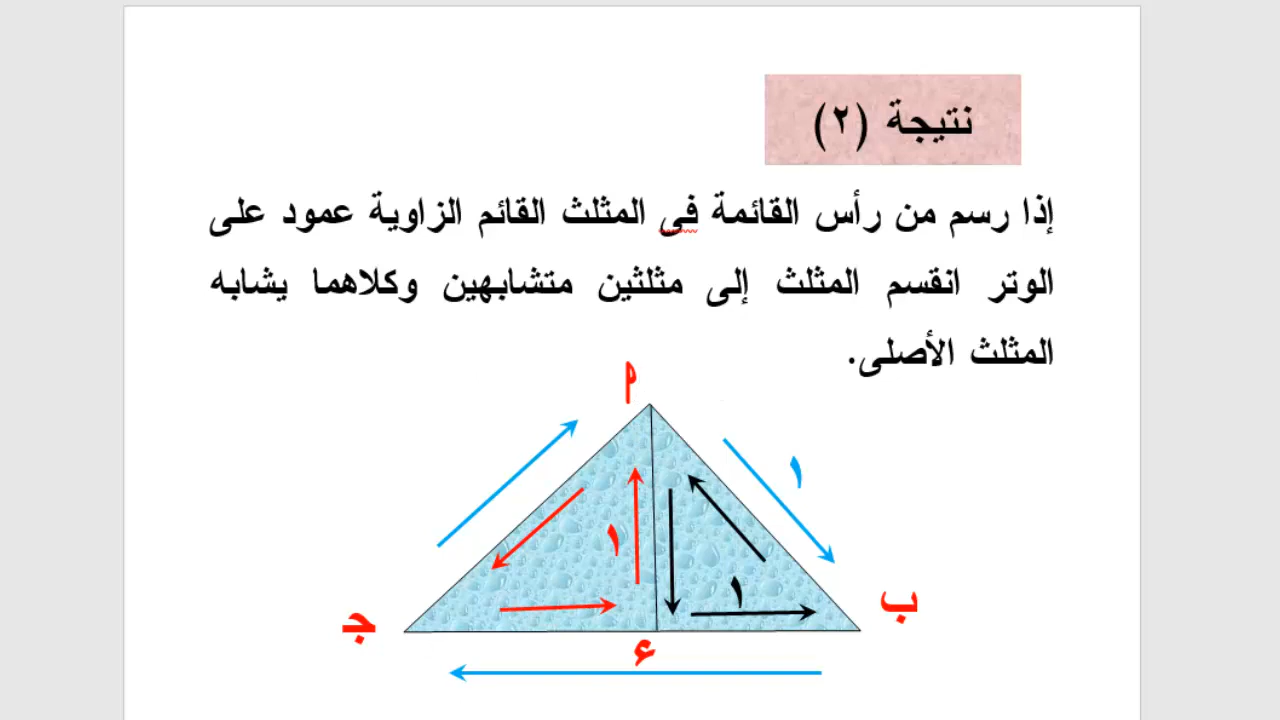 نتيجة (٢)
إذا رسم من رأس القائمة فى المثلث القائم الزاوية عمود على
الوتر انقسم المثلث إلى مثلثين متشابهين وكلاهما يشابه
المثلث الأصلى.
م
١
١
١
ب
جـ
ء